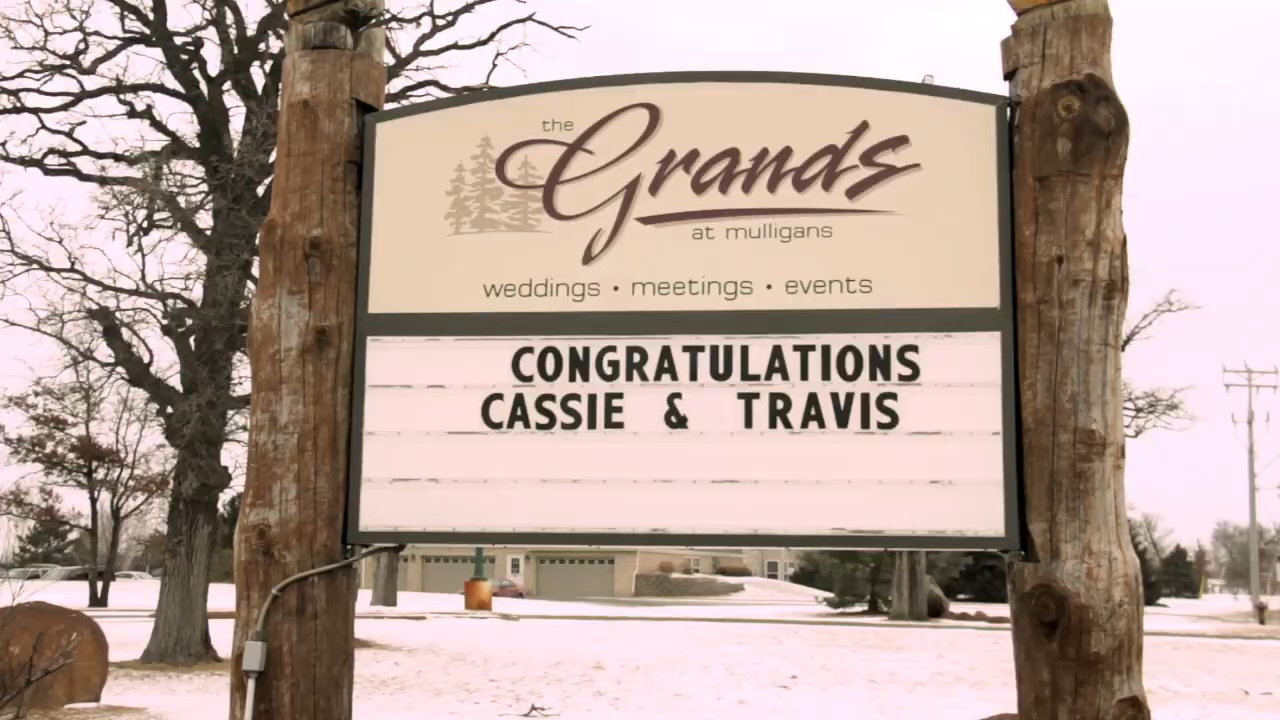 the
Grands
at mulligans
weddings • meetings • events
CONGRATULATIONS
CASSIE & TRAVIS